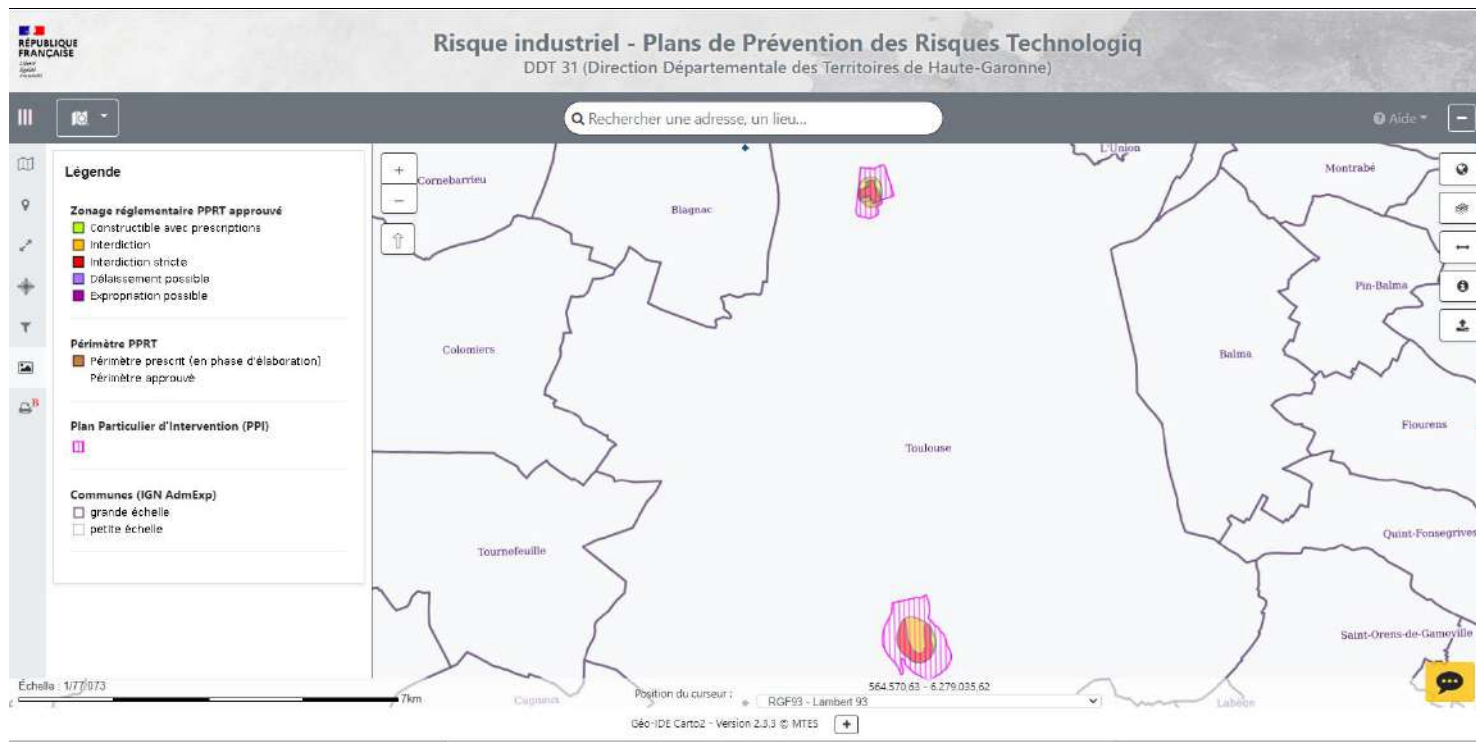 RÉPUBLIQUE
FRANÇAISE
Liberté
Égalité
Fraternité
Risque industriel - Plans de Prévention des Risques Technologiq
DDT 31 (Direction Départementale des Territoires de Haute-Garonne)
Rechercher une adresse, un lieu...
Aide
Légende
Zonage réglementaire PPRT approuvé
Constructible avec prescriptions
Interdiction
Interdiction stricte
Délaissement possible
Expropriation possible
Périmètre PPRT
Périmètre prescrit (en phase d'élaboration)
Périmètre approuvé
Plan Particulier d'Intervention (PPI)
Communes (IGN AdmExp)
grande échelle
petite échelle
B
Cornebarrieu
Blagnac
L'Union
Montrabé
Pin-Balma
Colomiers
Balma
Flourens
Toulouse
Quint-Fonsegrives
Tournefeuille
Saint-Orens-de-Gameville
Cugnaux
Labège
Échelle : 1/77 073
7km
Position du curseur :
564.570,63 - 6.279.035,62
RGF93 - Lambert 93
Géo-IDE Carto2 - Version 2.3.3 © MTES